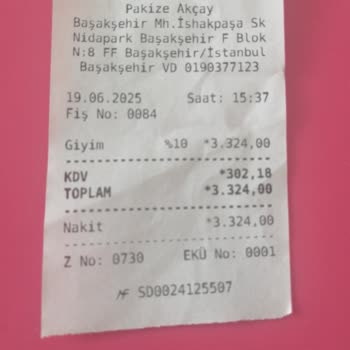 Pakize Akçay
Başakşehir Mh.İshakpaşa Sk
Nidapark Başakşehir F Blok
N:8 FF Başakşehir/İstanbul
Başakşehir VD 0190377123
19.06.2025 Saat: 15:37
Fiş No: 0084
Giyim %10 *3.324,00
KDV *302,18
TOPLAM *3.324,00
Nakit *3.324,00
Z No: 0730 EKÜ No: 0001
MF SD0024125507